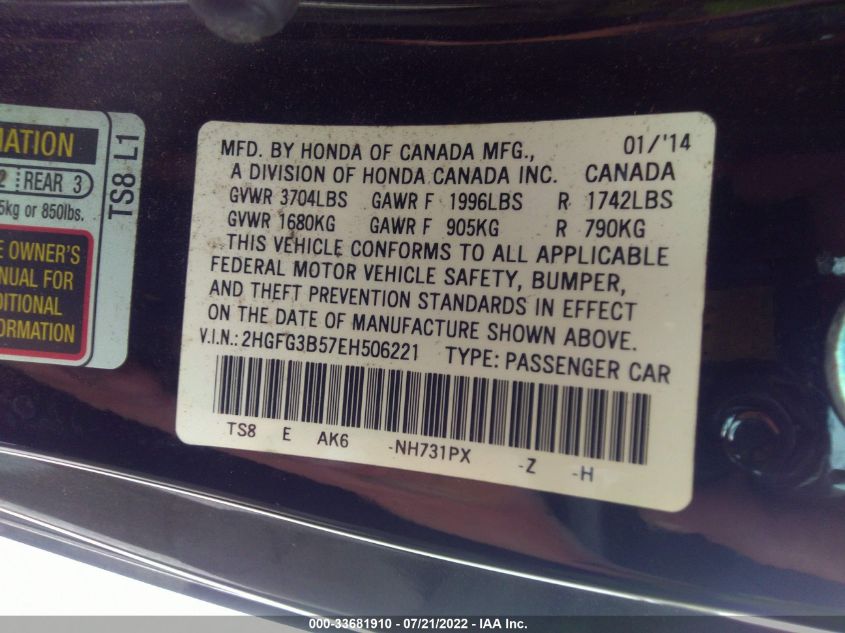 MATION
2 REAR 3
5kg or 850lbs.
E OWNER'S
ANUAL FOR
DITIONAL
FORMATION
TS8 L1
MFD. BY HONDA OF CANADA MFG., 01/'14
A DIVISION OF HONDA CANADA INC. CANADA
GVWR 3704LBS GAWR F 1996LBS R 1742LBS
GVWR 1680KG GAWR F 905KG R 790KG
THIS VEHICLE CONFORMS TO ALL APPLICABLE
FEDERAL MOTOR VEHICLE SAFETY, BUMPER,
AND THEFT PREVENTION STANDARDS IN EFFECT
ON THE DATE OF MANUFACTURE SHOWN ABOVE.
V.I.N.: 2HGFG3B57EH506221 TYPE: PASSENGER CAR
TS8 E AK6 -NH731PX -Z -H
000-33681910 / 07/21/2022 - IAA Inc.